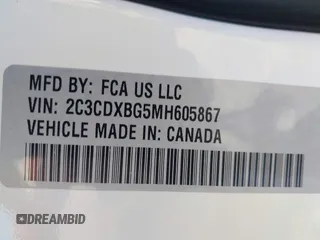 MFD BY: FCA US LLC
VIN: 2C3CDXBG5MH605867
VEHICLE MADE IN: CANADA
©DREAMBID